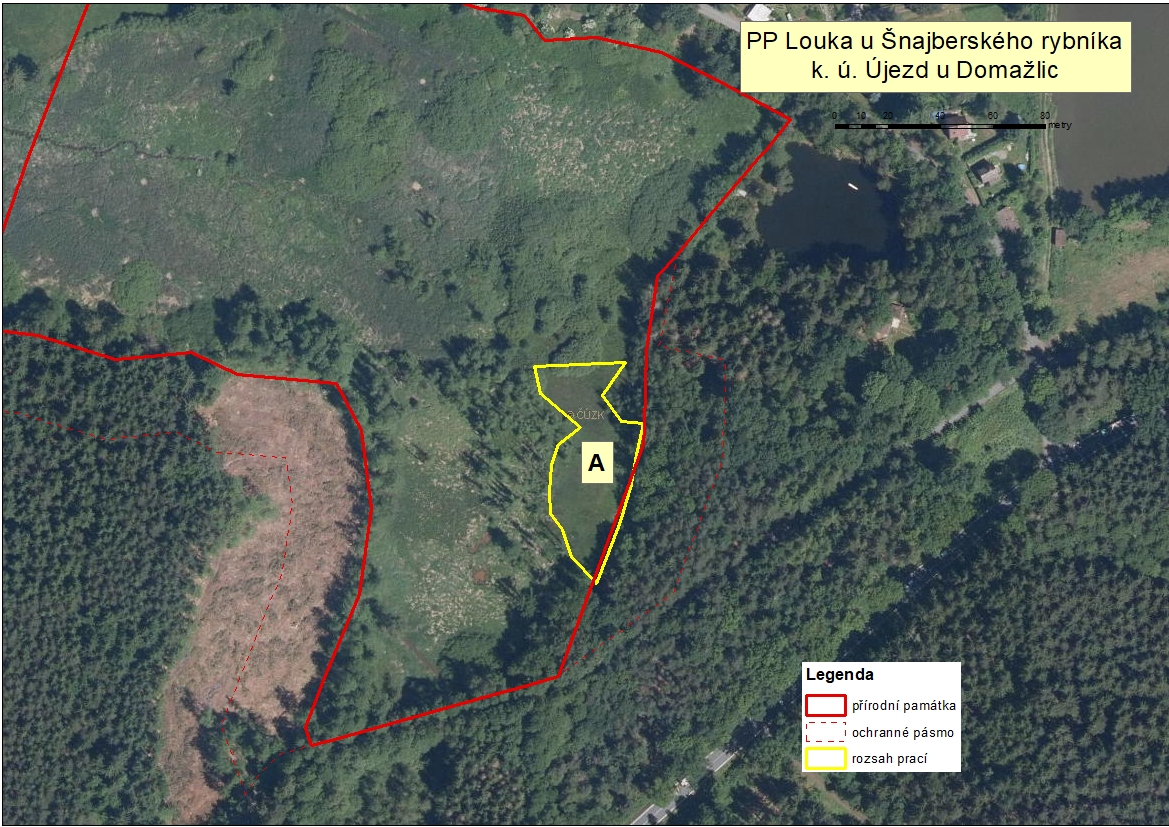 PP Louka u Šnajberského rybníka
k. ú. Újezd u Domažlic
0 10 20 40 60 80
metry
ČÚZK
A
Legenda
přírodní památka
ochranné pásmo
rozsah prací